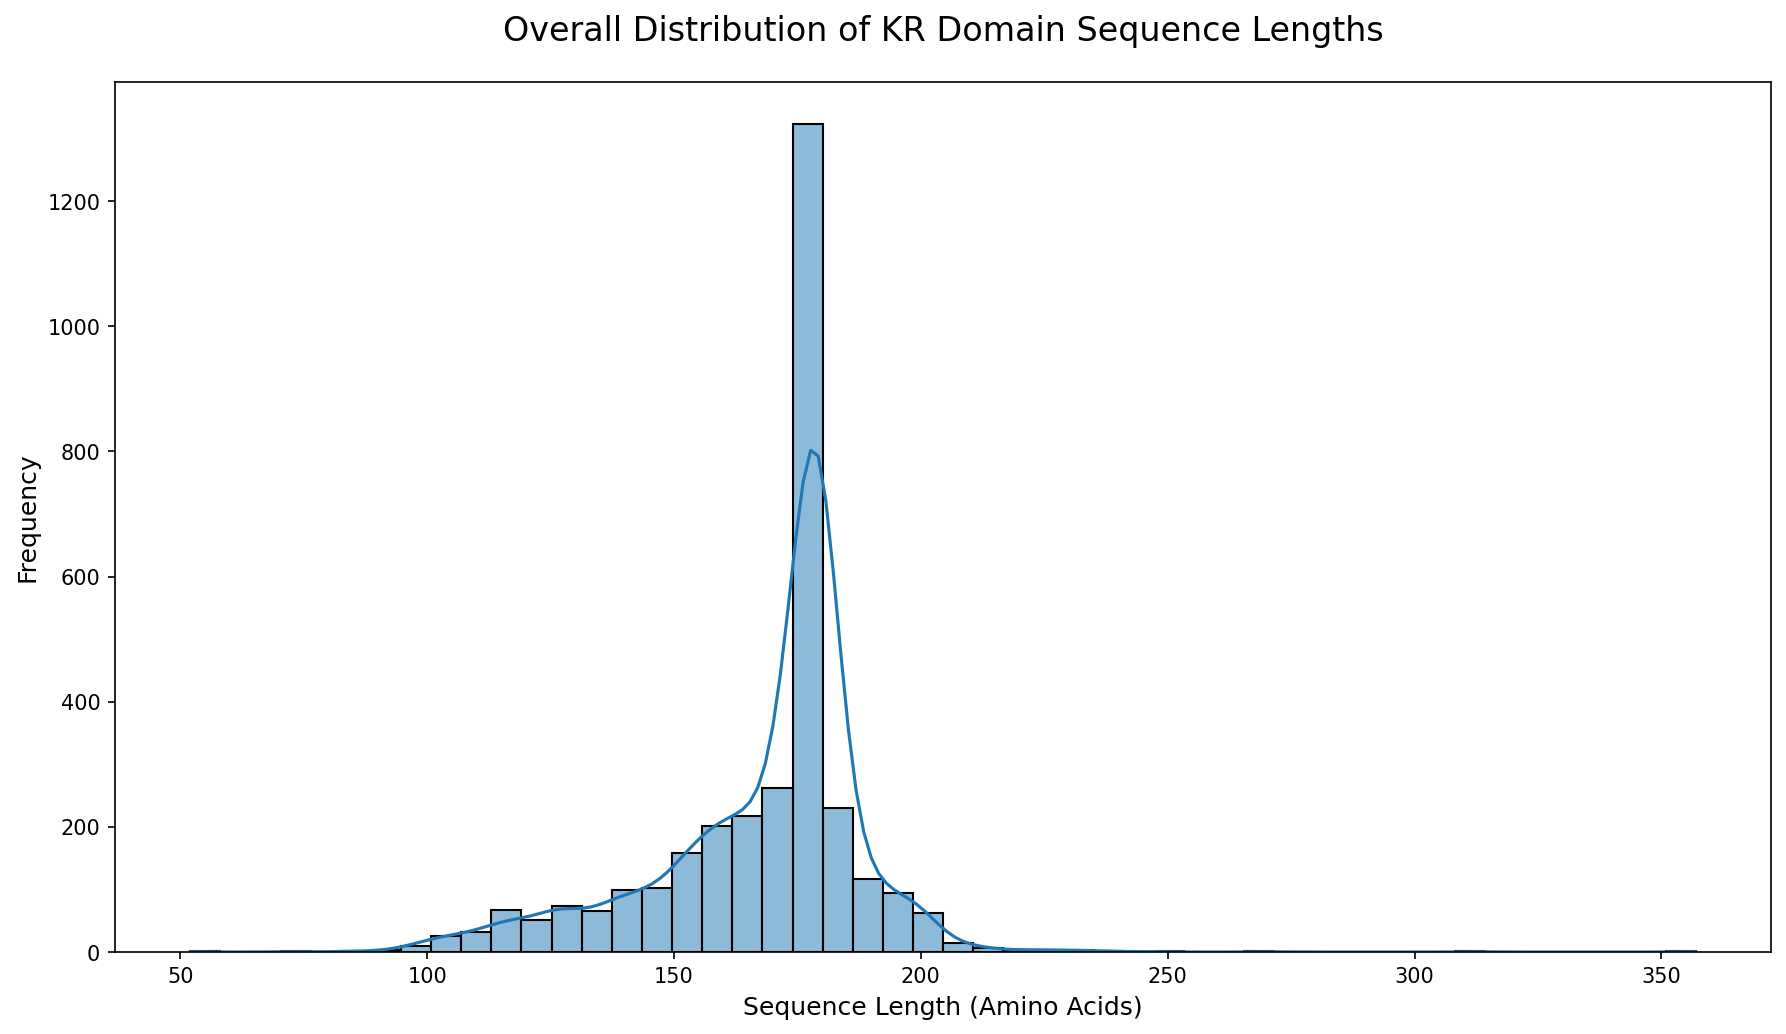 Overall Distribution of KR Domain Sequence Lengths
1200
1000
800
600
400
200
0
Frequency
50 100 150 200 250 300 350
Sequence Length (Amino Acids)